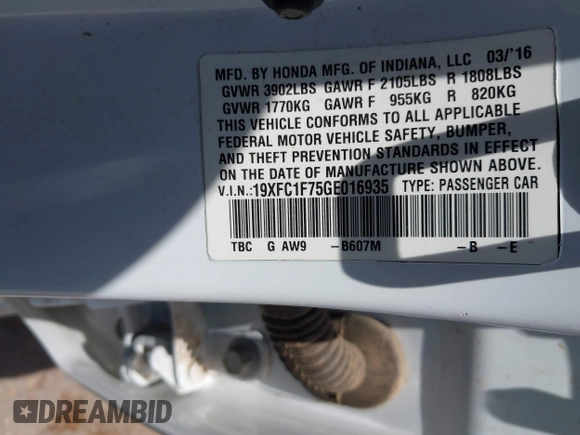 MFD. BY HONDA MFG. OF INDIANA, LLC 03/'16
GVWR 3902LBS GAWR F 2105LBS R 1808LBS
GVWR 1770KG GAWR F 955KG R 820KG
THIS VEHICLE CONFORMS TO ALL APPLICABLE
FEDERAL MOTOR VEHICLE SAFETY, BUMPER,
AND THEFT PREVENTION STANDARDS IN EFFECT
ON THE DATE OF MANUFACTURE SHOWN ABOVE.
V.I.N.:19XFC1F75GE016935 TYPE: PASSENGER CAR
TBC G AW9 –B607M –B –E
DREAMBID